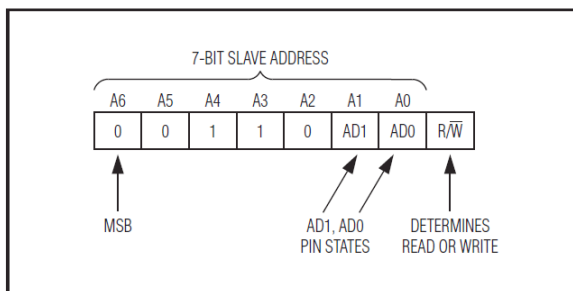 7-BIT SLAVE ADDRESS
A6 A5 A4 A3 A2 A1 A0
0 0 1 1 0 AD1 AD0 R/W̅
MSB
AD1, AD0
PIN STATES
DETERMINES
READ OR WRITE